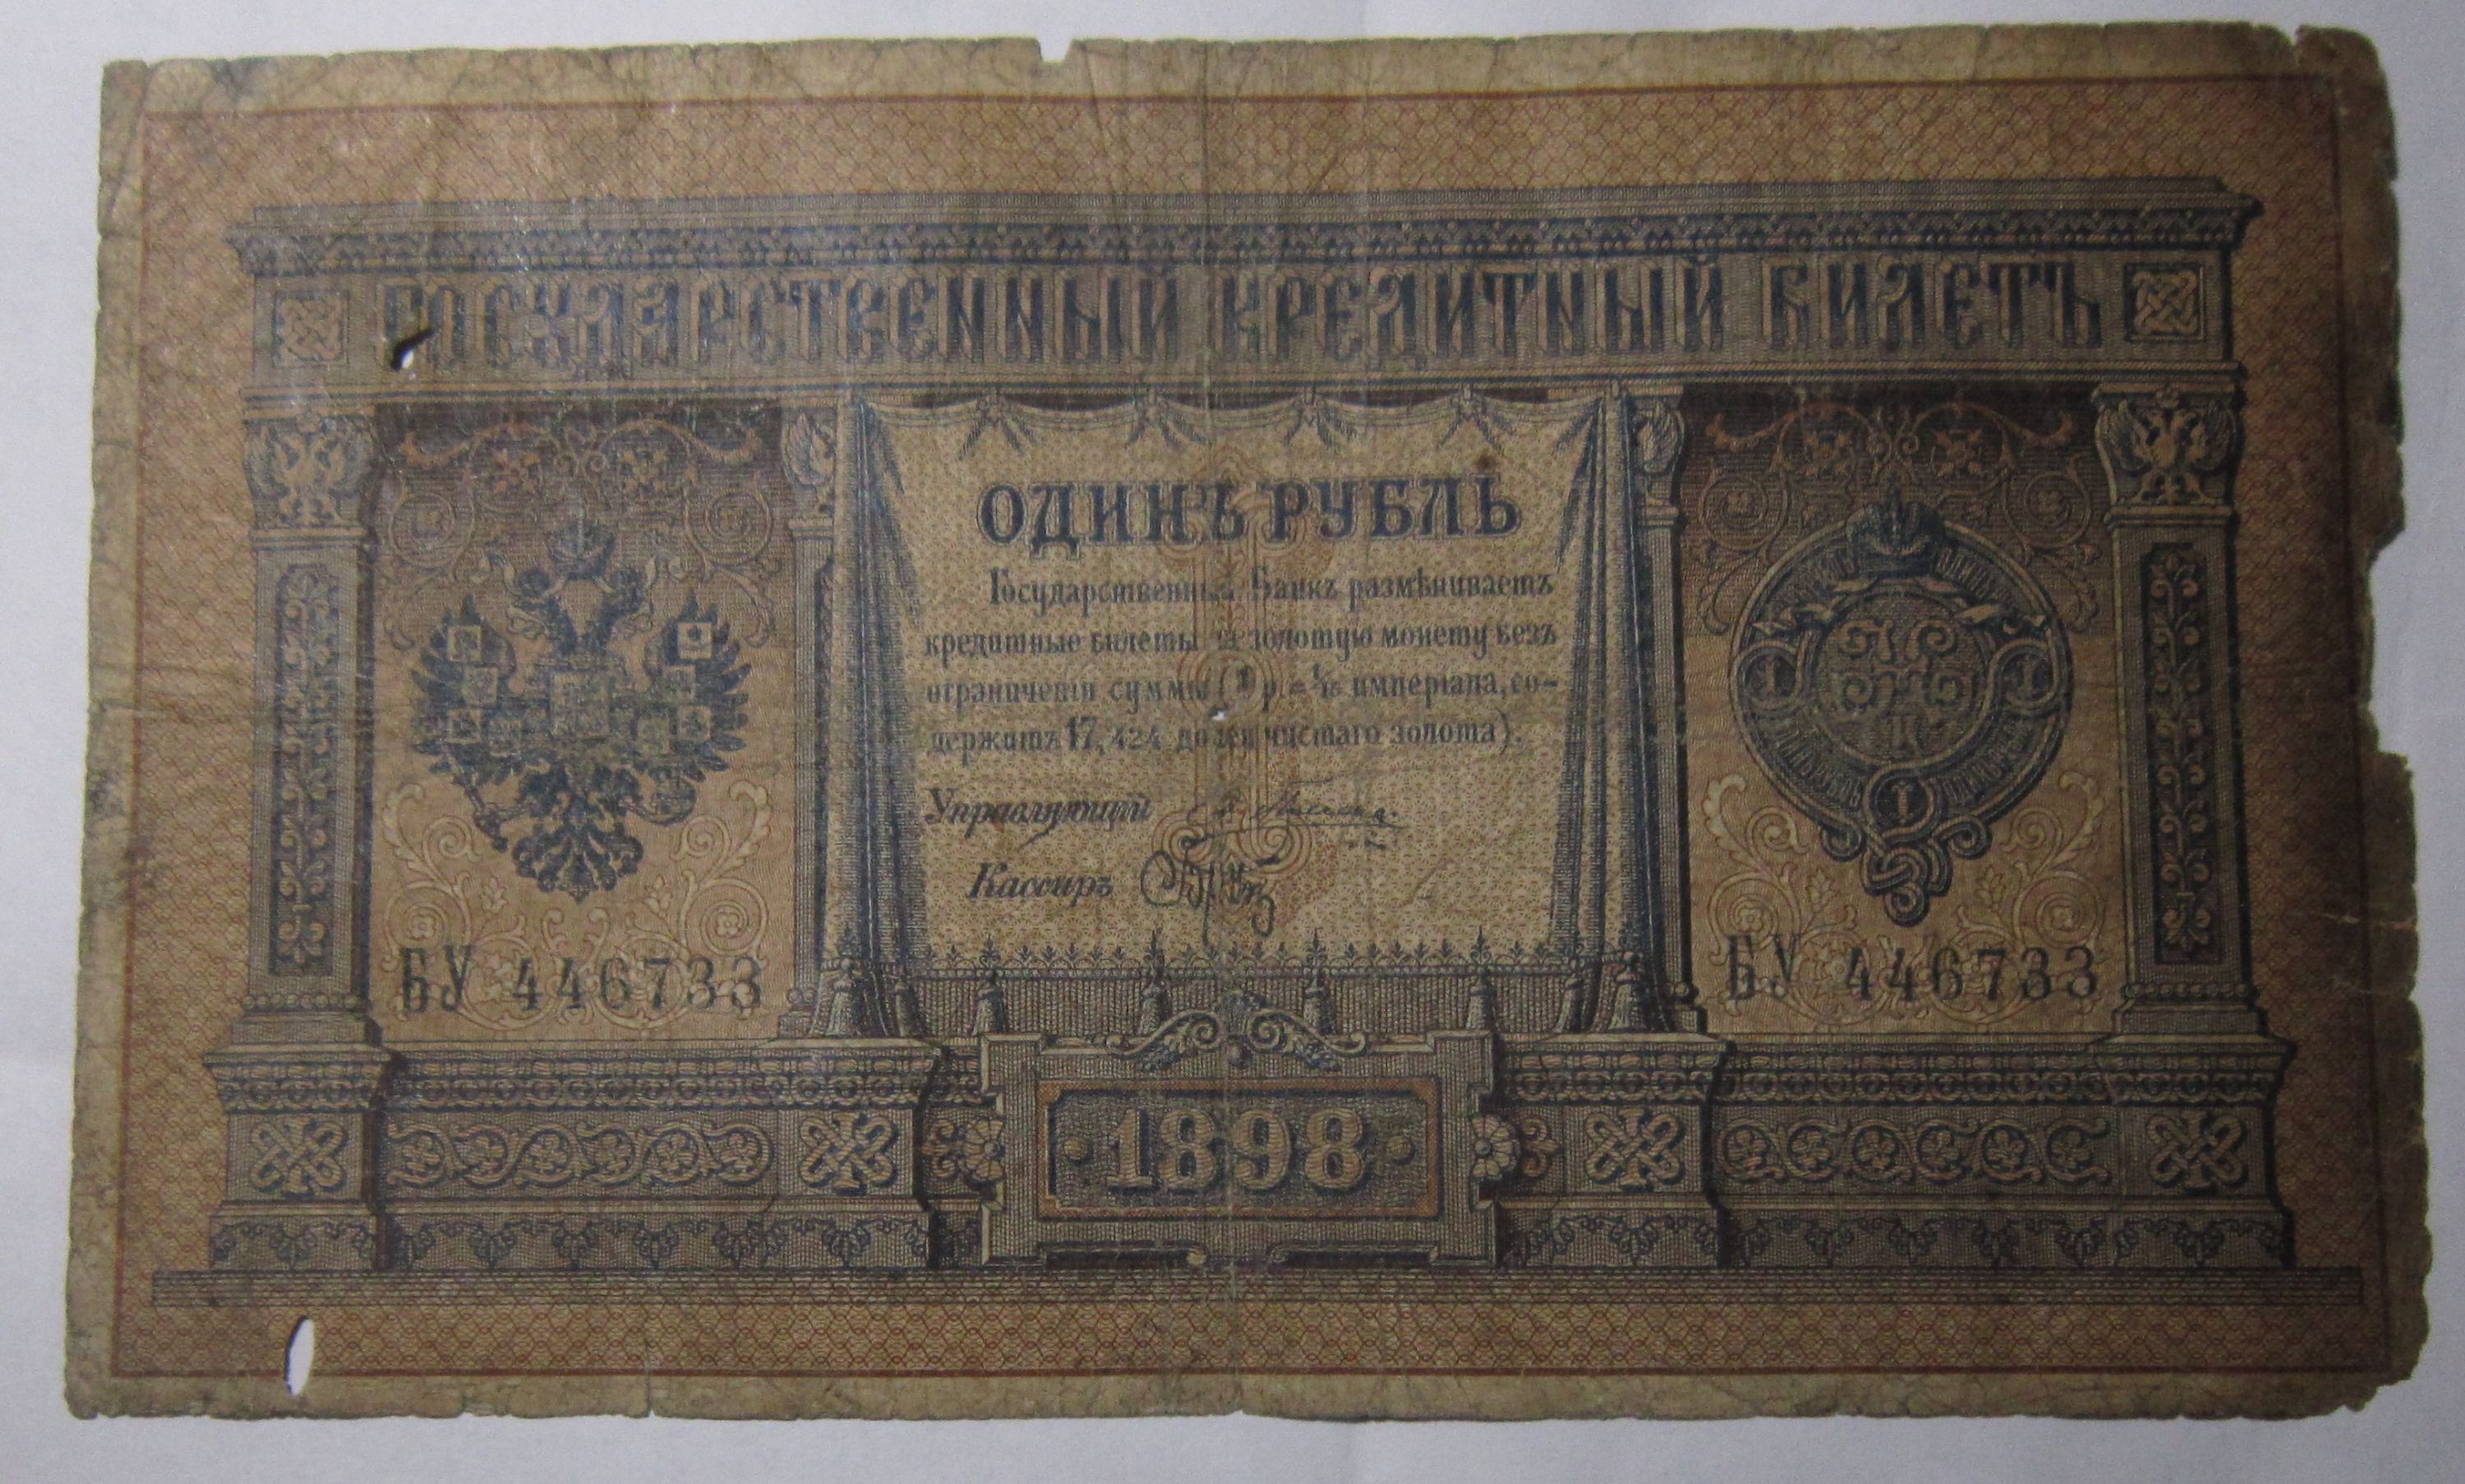 ГОСУДАРСТВЕННЫЙ КРЕДИТНЫЙ БИЛЕТЪ
ОДИНЪ РУБЛЬ
Государственный Банкъ размѣниваетъ
кредитные билеты на золотую монету безъ
ограниченія суммы (1 р. = 1/15 имперіала, со-
держитъ 17,424 долей чистаго золота).
Управляющій
Кассиръ
БУ 446733
БУ 446733
1898